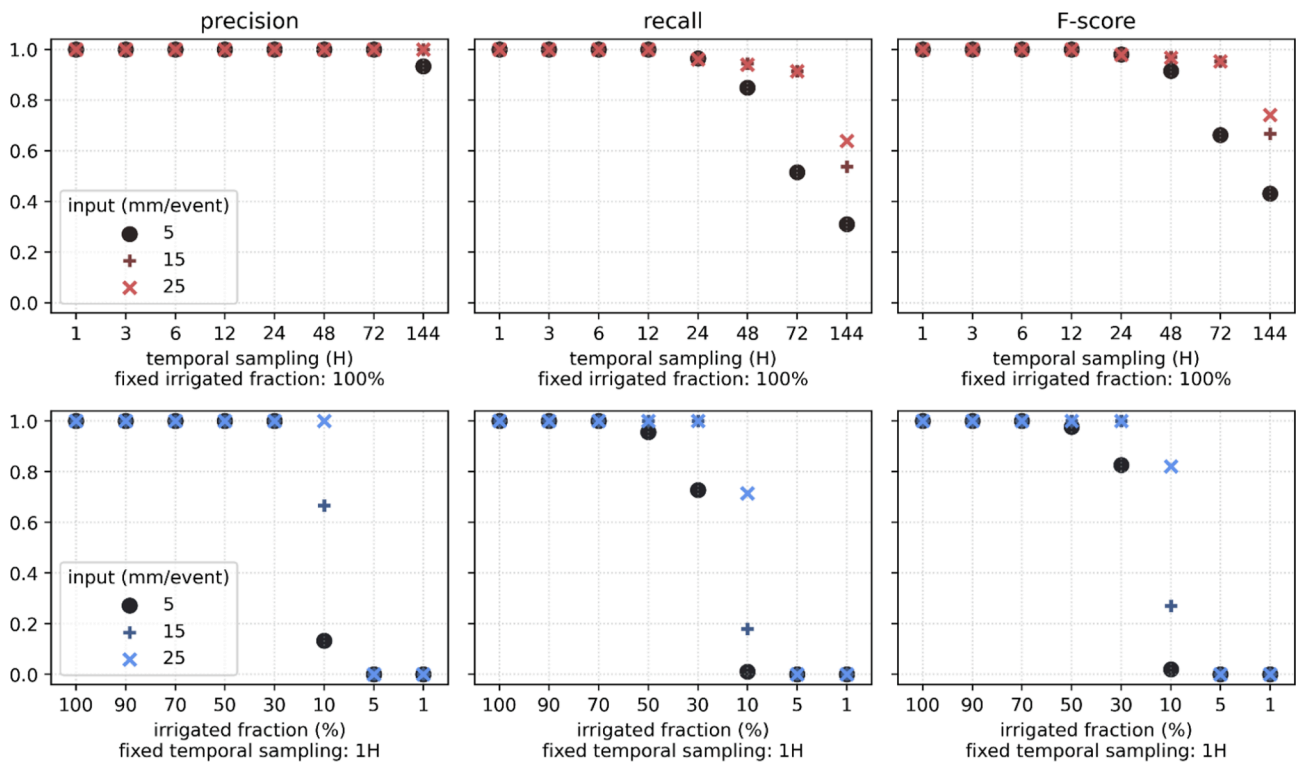 precision
recall
F-score
1.0
0.8
0.6
0.4
0.2
0.0
input (mm/event)
5
15
25
1 3 6 12 24 48 72 144
temporal sampling (H)
fixed irrigated fraction: 100%
1 3 6 12 24 48 72 144
temporal sampling (H)
fixed irrigated fraction: 100%
1 3 6 12 24 48 72 144
temporal sampling (H)
fixed irrigated fraction: 100%
1.0
0.8
0.6
0.4
0.2
0.0
input (mm/event)
5
15
25
100 90 70 50 30 10 5 1
irrigated fraction (%)
fixed temporal sampling: 1H
100 90 70 50 30 10 5 1
irrigated fraction (%)
fixed temporal sampling: 1H
100 90 70 50 30 10 5 1
irrigated fraction (%)
fixed temporal sampling: 1H